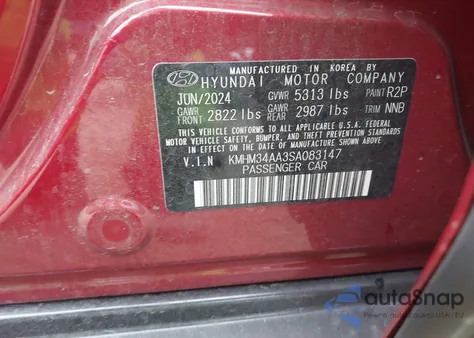 MANUFACTURED IN KOREA BY
HYUNDAI MOTOR COMPANY
JUN/2024 GVWR 5313 lbs PAINT R2P
GAWR FRONT 2822 lbs GAWR REAR 2987 lbs TRIM NNB
THIS VEHICLE CONFORMS TO ALL APPLICABLE U.S.A. FEDERAL
MOTOR VEHICLE SAFETY, BUMPER, AND THEFT PREVENTION
STANDARDS IN EFFECT ON THE DATE OF MANUFACTURE SHOWN ABOVE.
V.I.N KMHM34AA3SA083147
PASSENGER CAR
autoSnap